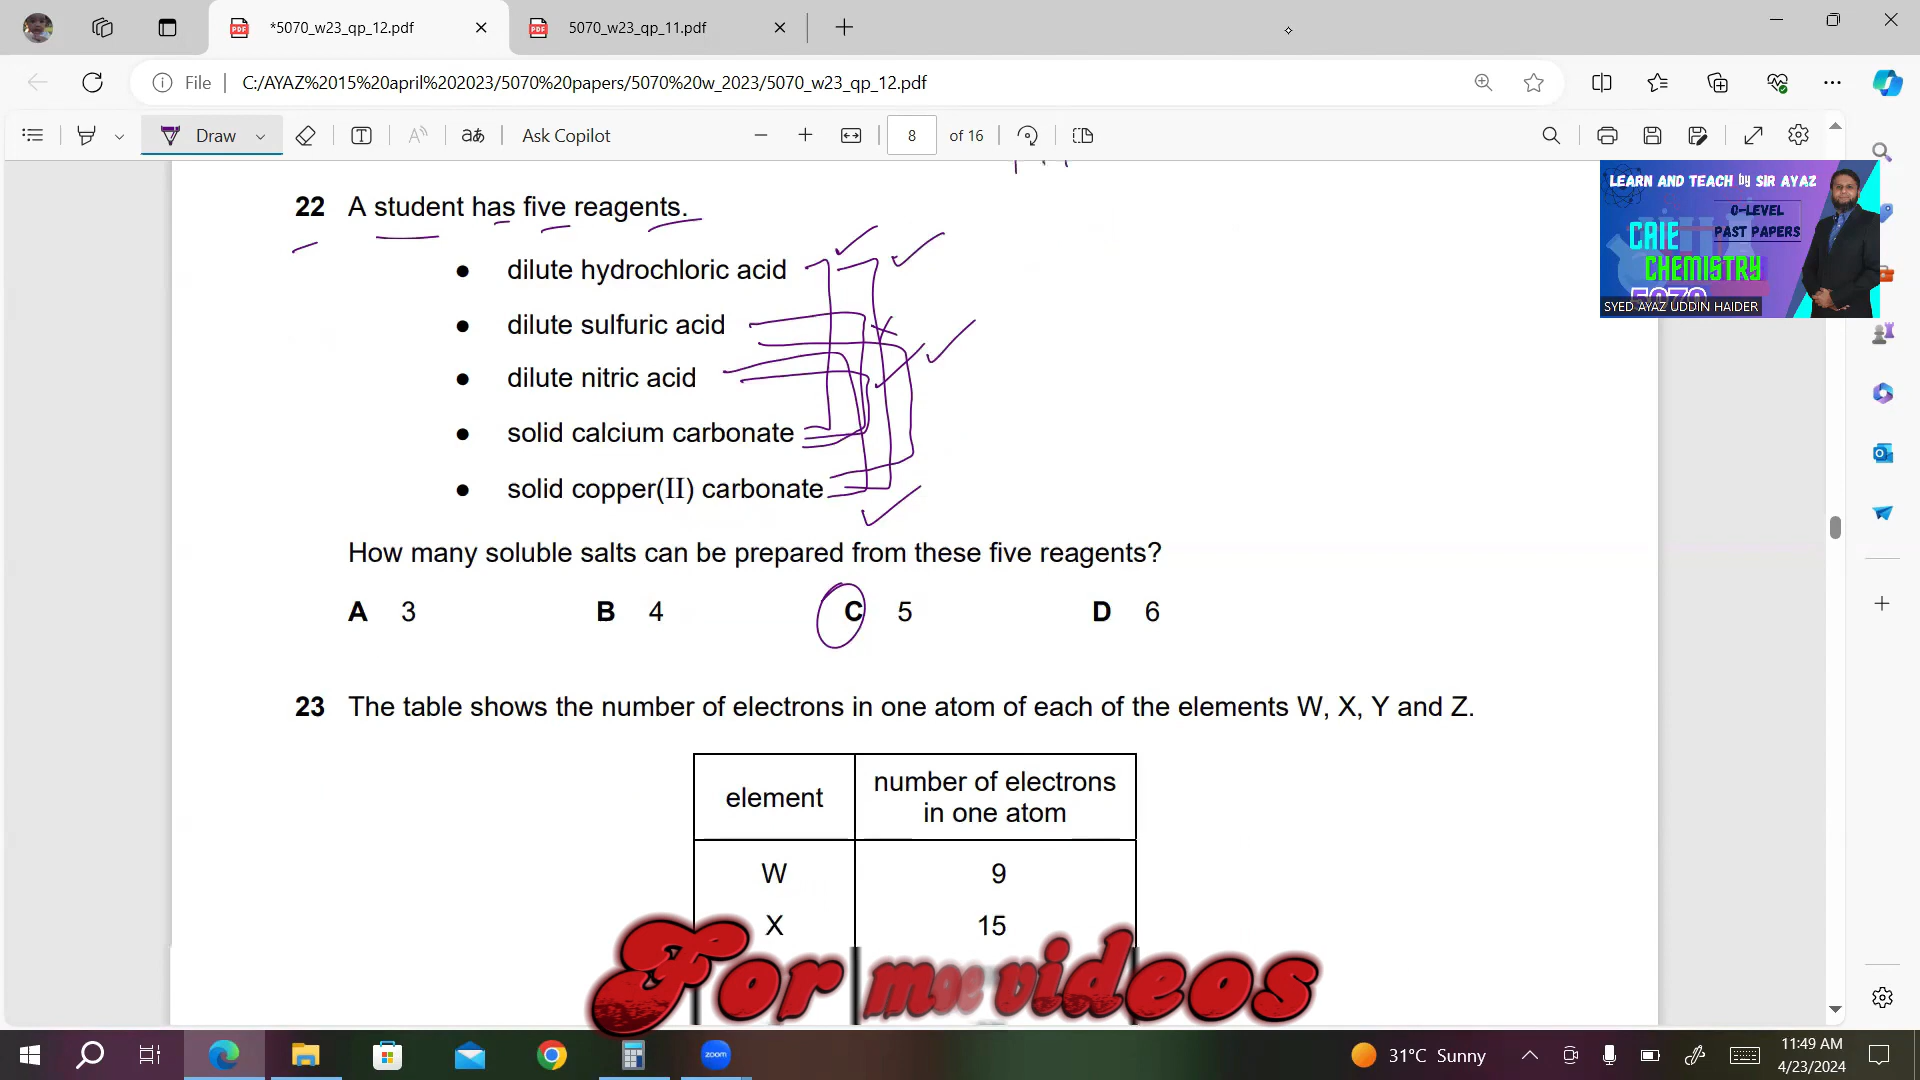 *5070_w23_qp_12.pdf
5070_w23_qp_11.pdf
File
C:/AYAZ%2015%20april%202023/5070%20papers/5070%20w_2023/5070_w23_qp_12.pdf
Draw
aあ
Ask Copilot
8 of 16
22 A student has five reagents.
• dilute hydrochloric acid
• dilute sulfuric acid
• dilute nitric acid
• solid calcium carbonate
• solid copper(II) carbonate
How many soluble salts can be prepared from these five reagents?
A 3 B 4 C 5 D 6
23 The table shows the number of electrons in one atom of each of the elements W, X, Y and Z.
element
number of electrons
in one atom
W 9
X 15
LEARN AND TEACH by SIR AYAZ
O-LEVEL
PAST PAPERS
CAIE
CHEMISTRY
5070
SYED AYAZ UDDIN HAIDER
For videos
zoom
31°C Sunny
11:49 AM
4/23/2024